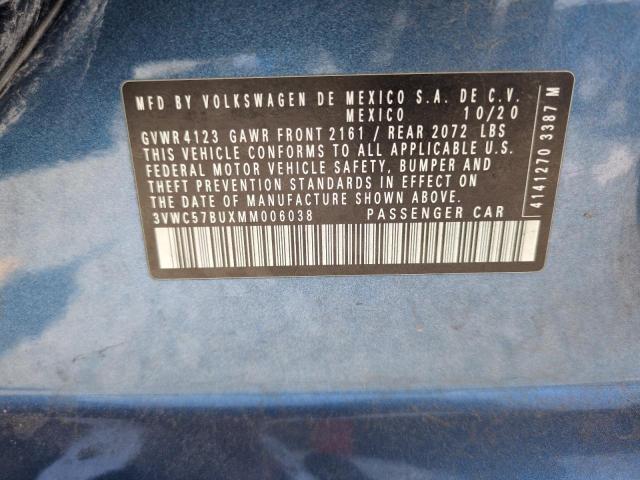 MFD BY VOLKSWAGEN DE MEXICO S.A. DE C.V.
MEXICO 10/20
GVWR 4123 GAWR FRONT 2161 / REAR 2072 LBS
THIS VEHICLE CONFORMS TO ALL APPLICABLE U.S.
FEDERAL MOTOR VEHICLE SAFETY, BUMPER AND
THEFT PREVENTION STANDARDS IN EFFECT ON
THE DATE OF MANUFACTURE SHOWN ABOVE.
3VWC57BUXMM006038 PASSENGER CAR
4141270 3387 M